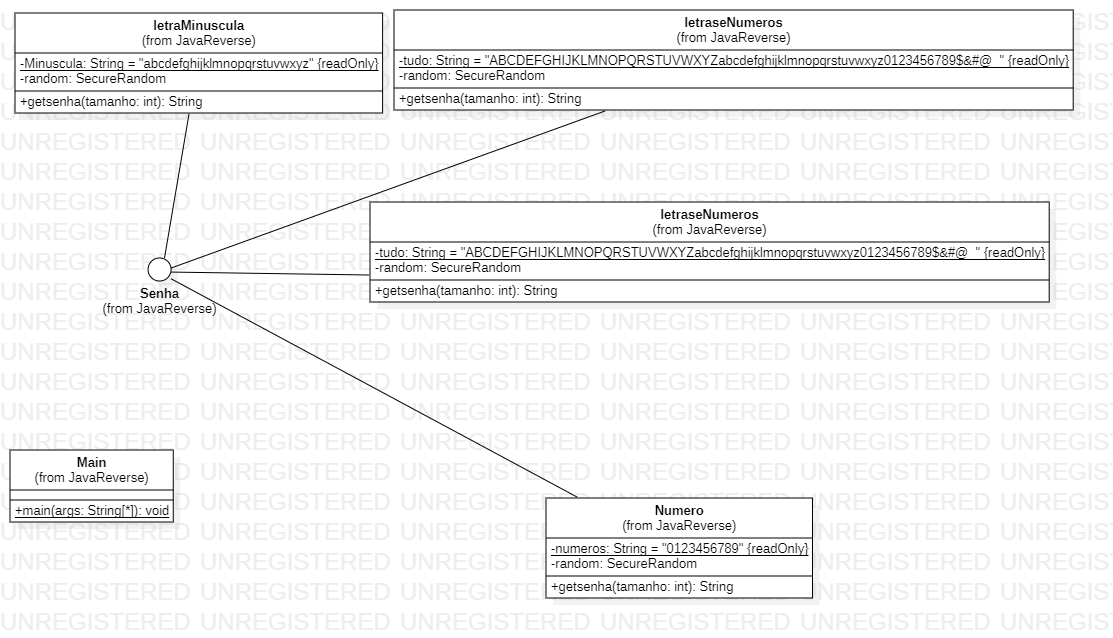 letraMinuscula
(from JavaReverse)
-Minuscula: String = "abcdefghijklmnopqrstuvwxyz" {readOnly}
-random: SecureRandom
+getsenha(tamanho: int): String
letraseNumeros
(from JavaReverse)
-tudo: String = "ABCDEFGHIJKLMNOPQRSTUVWXYZabcdefghijklmnopqrstuvwxyz0123456789$&#@  " {readOnly}
-random: SecureRandom
+getsenha(tamanho: int): String
letraseNumeros
(from JavaReverse)
-tudo: String = "ABCDEFGHIJKLMNOPQRSTUVWXYZabcdefghijklmnopqrstuvwxyz0123456789$&#@  " {readOnly}
-random: SecureRandom
+getsenha(tamanho: int): String
Senha
(from JavaReverse)
Main
(from JavaReverse)
+main(args: String[*]): void
Numero
(from JavaReverse)
-numeros: String = "0123456789" {readOnly}
-random: SecureRandom
+getsenha(tamanho: int): String
UNREGISTERED UNREGISTERED UNREGISTERED UNREGISTERED UNREGISTERED UNREGIS